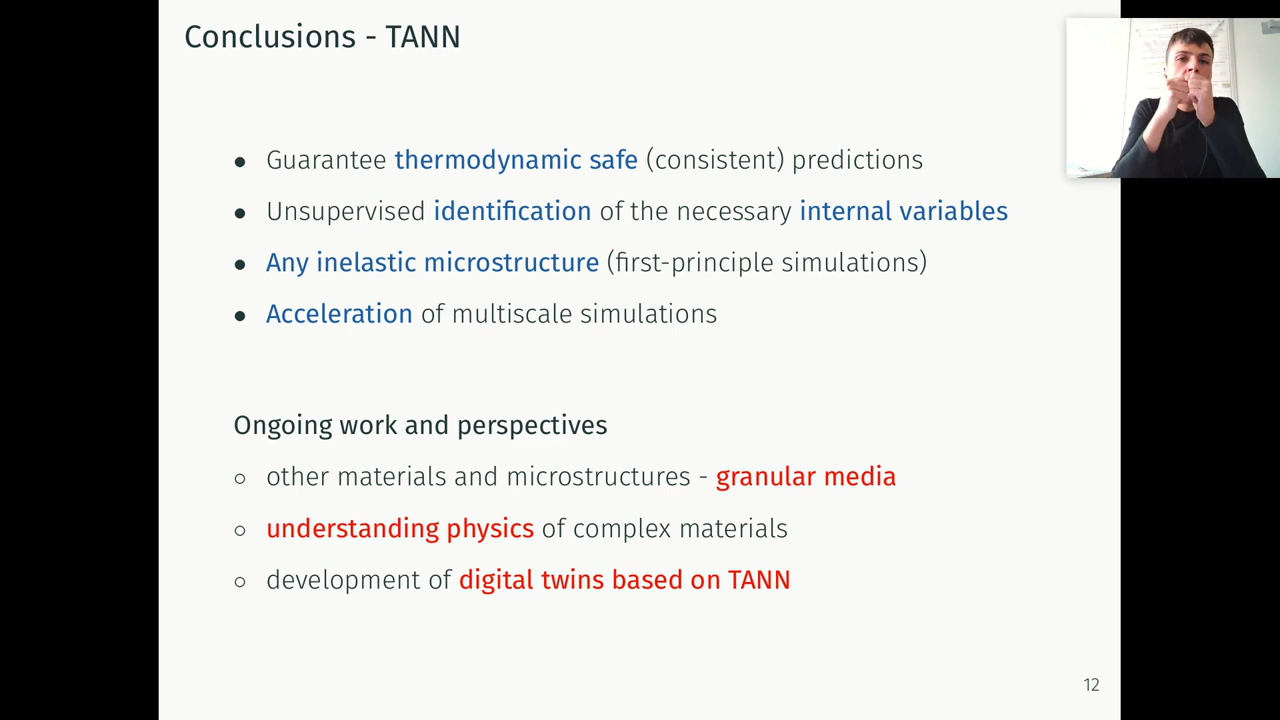 Conclusions - TANN
• Guarantee thermodynamic safe (consistent) predictions
• Unsupervised identification of the necessary internal variables
• Any inelastic microstructure (first-principle simulations)
• Acceleration of multiscale simulations
Ongoing work and perspectives
○ other materials and microstructures - granular media
○ understanding physics of complex materials
○ development of digital twins based on TANN
12